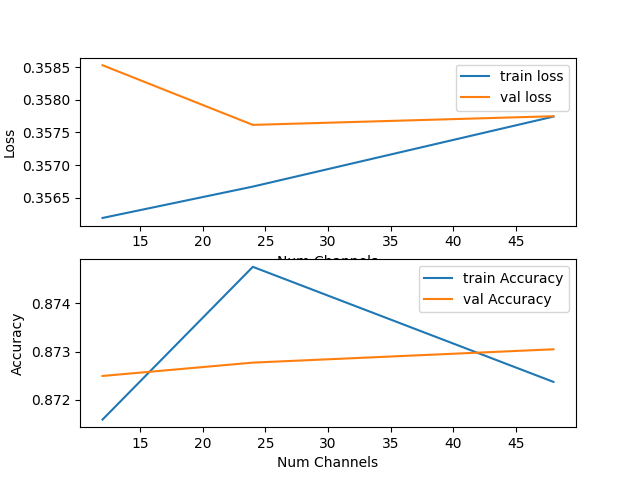 0.3585
0.3580
0.3575
0.3570
0.3565
Loss
train loss
val loss
15 20 25 30 35 40 45
Num Channels
0.874
0.873
0.872
Accuracy
train Accuracy
val Accuracy
15 20 25 30 35 40 45
Num Channels